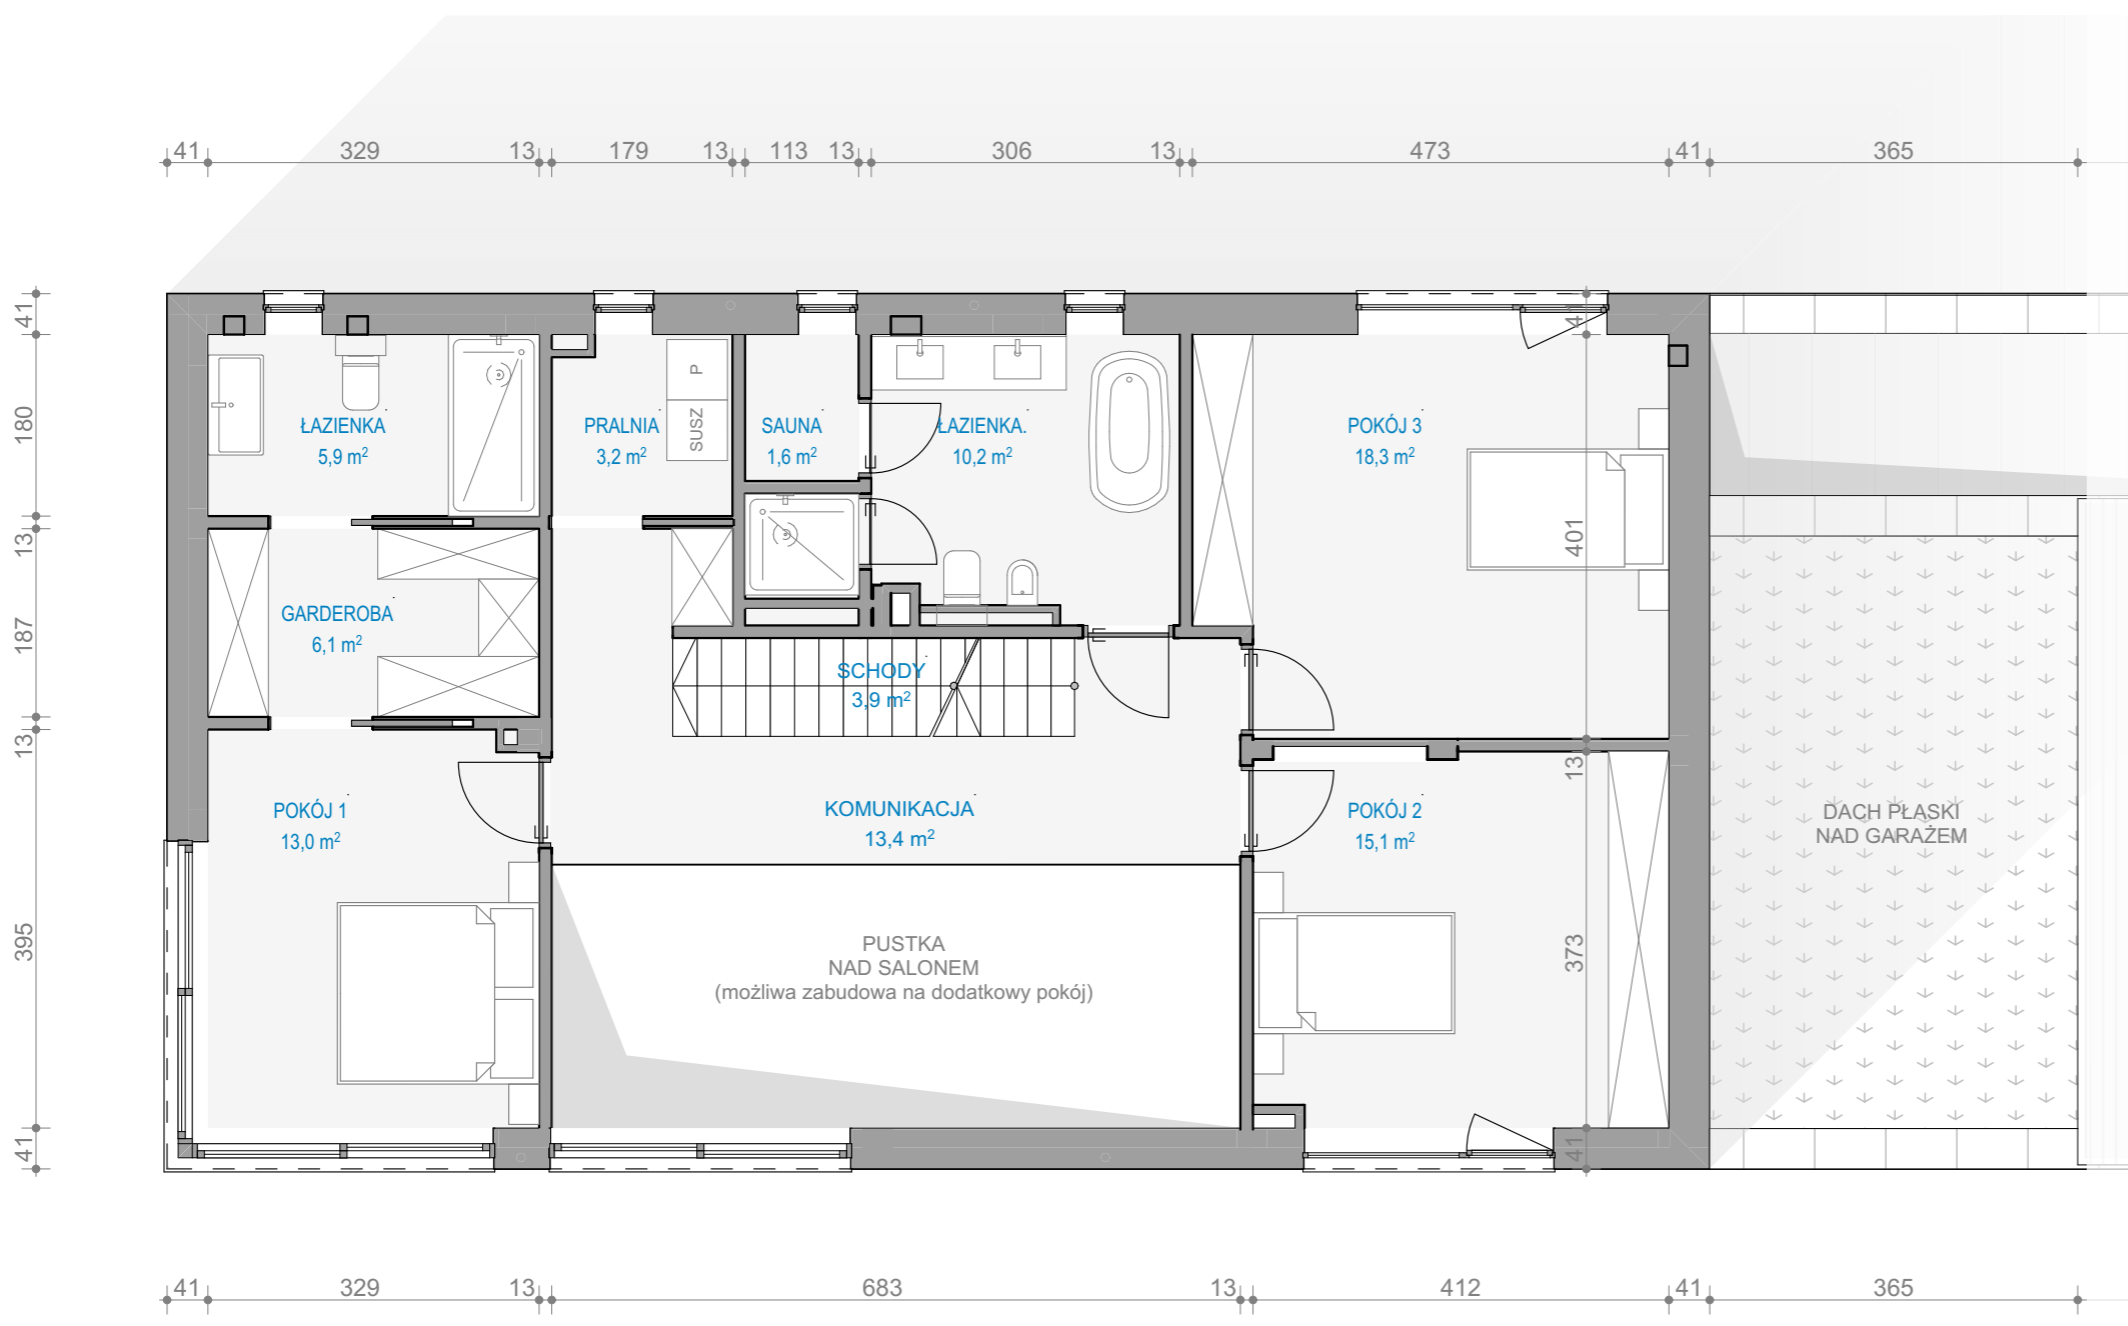 41 329 13 179 13 113 13 306 13 473 41 365
41
180
13
187
13
395
41
4
401
13
373
41
ŁAZIENKA
5,9 m²
PRALNIA
3,2 m²
P
SUSZ
SAUNA
1,6 m²
ŁAZIENKA.
10,2 m²
POKÓJ 3
18,3 m²
GARDEROBA
6,1 m²
SCHODY
3,9 m²
POKÓJ 1
13,0 m²
KOMUNIKACJA
13,4 m²
POKÓJ 2
15,1 m²
DACH PŁASKI
NAD GARAŻEM
PUSTKA
NAD SALONEM
(możliwa zabudowa na dodatkowy pokój)
41 329 13 683 13 412 41 365